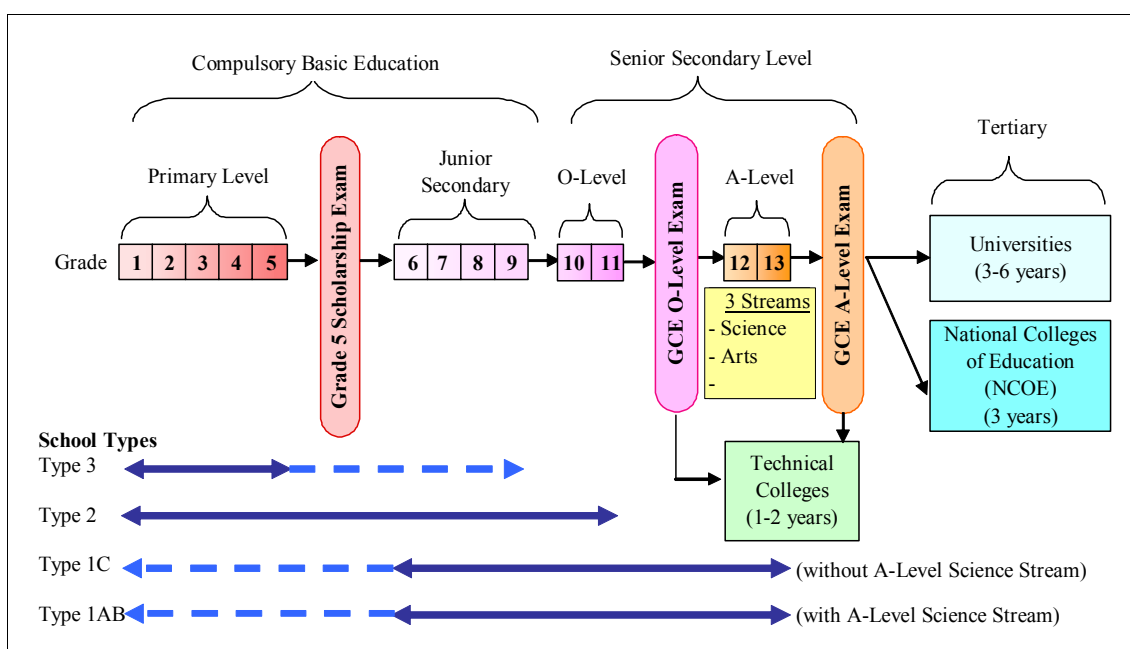 Compulsory Basic Education
Senior Secondary Level
Tertiary
Primary Level
Junior
Secondary
O-Level
A-Level
Grade
1 2 3 4 5
Grade 5 Scholarship Exam
6 7 8 9
10 11
GCE O-Level Exam
12 13
3 Streams
- Science
- Arts
-
GCE A-Level Exam
Universities
(3-6 years)
National Colleges
of Education
(NCOE)
(3 years)
Technical
Colleges
(1-2 years)
School Types
Type 3
Type 2
Type 1C
(without A-Level Science Stream)
Type 1AB
(with A-Level Science Stream)